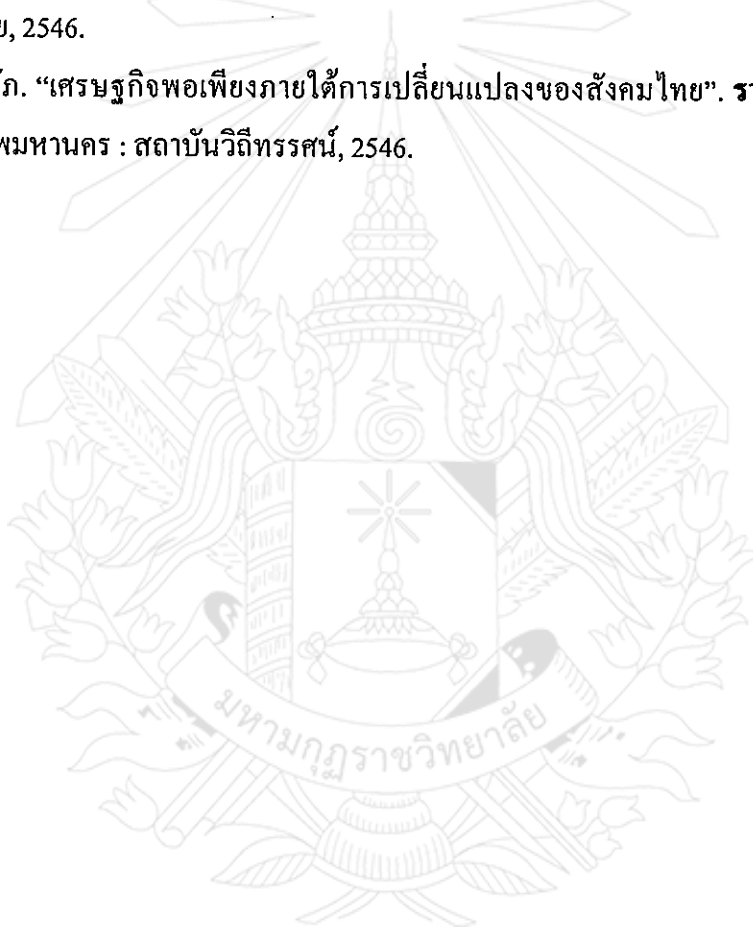 ย, 2546.
ภ. “เศรษฐกิจพอเพียงภายใต้การเปลี่ยนแปลงของสังคมไทย”. รา
พมหานคร : สถาบันวิถีทรรศน์, 2546.
มหามกุฏราชวิทยาลัย